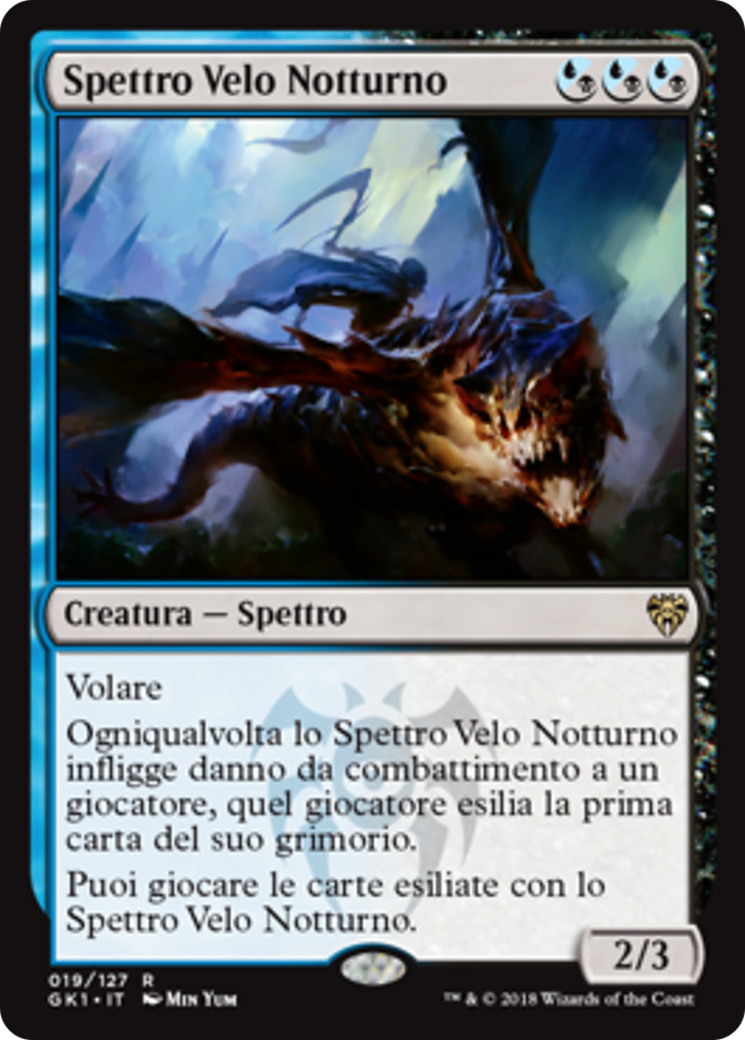 Spettro Velo Notturno
Creatura — Spettro
Volare
Ogniqualvolta lo Spettro Velo Notturno
infligge danno da combattimento a un
giocatore, quel giocatore esilia la prima
carta del suo grimorio.
Puoi giocare le carte esiliate con lo
Spettro Velo Notturno.
2/3
019/127 R
GK1 • IT Min Yum
™ & © 2018 Wizards of the Coast